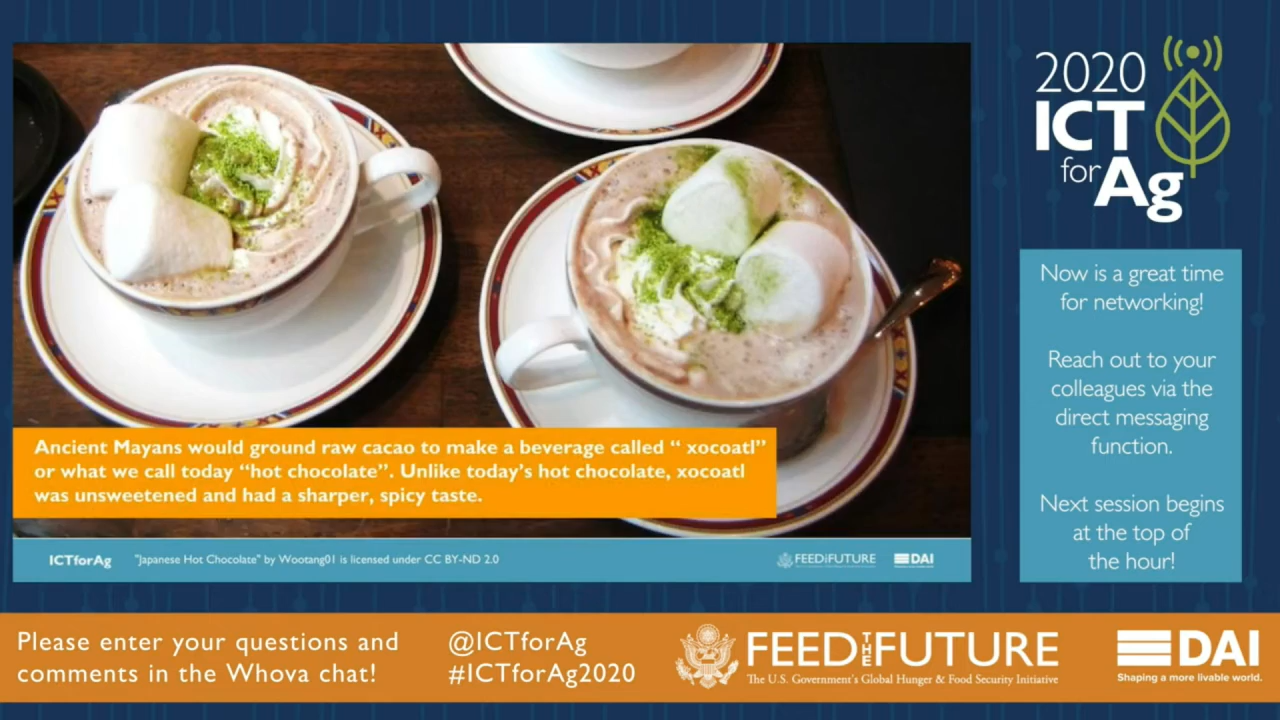 2020
ICT
for Ag
Ancient Mayans would ground raw cacao to make a beverage called “ xocoatl”
or what we call today “hot chocolate”. Unlike today’s hot chocolate, xocoatl
was unsweetened and had a sharper, spicy taste.
ICTforAg "Japanese Hot Chocolate" by Wootang01 is licensed under CC BY-ND 2.0
FEED THE FUTURE DAI
Now is a great time
for networking!
Reach out to your
colleagues via the
direct messaging
function.
Next session begins
at the top of
the hour!
Please enter your questions and
comments in the Whova chat!
@ICTforAg
#ICTforAg2020
FEED THE FUTURE
The U.S. Government's Global Hunger & Food Security Initiative
DAI
Shaping a more livable world.